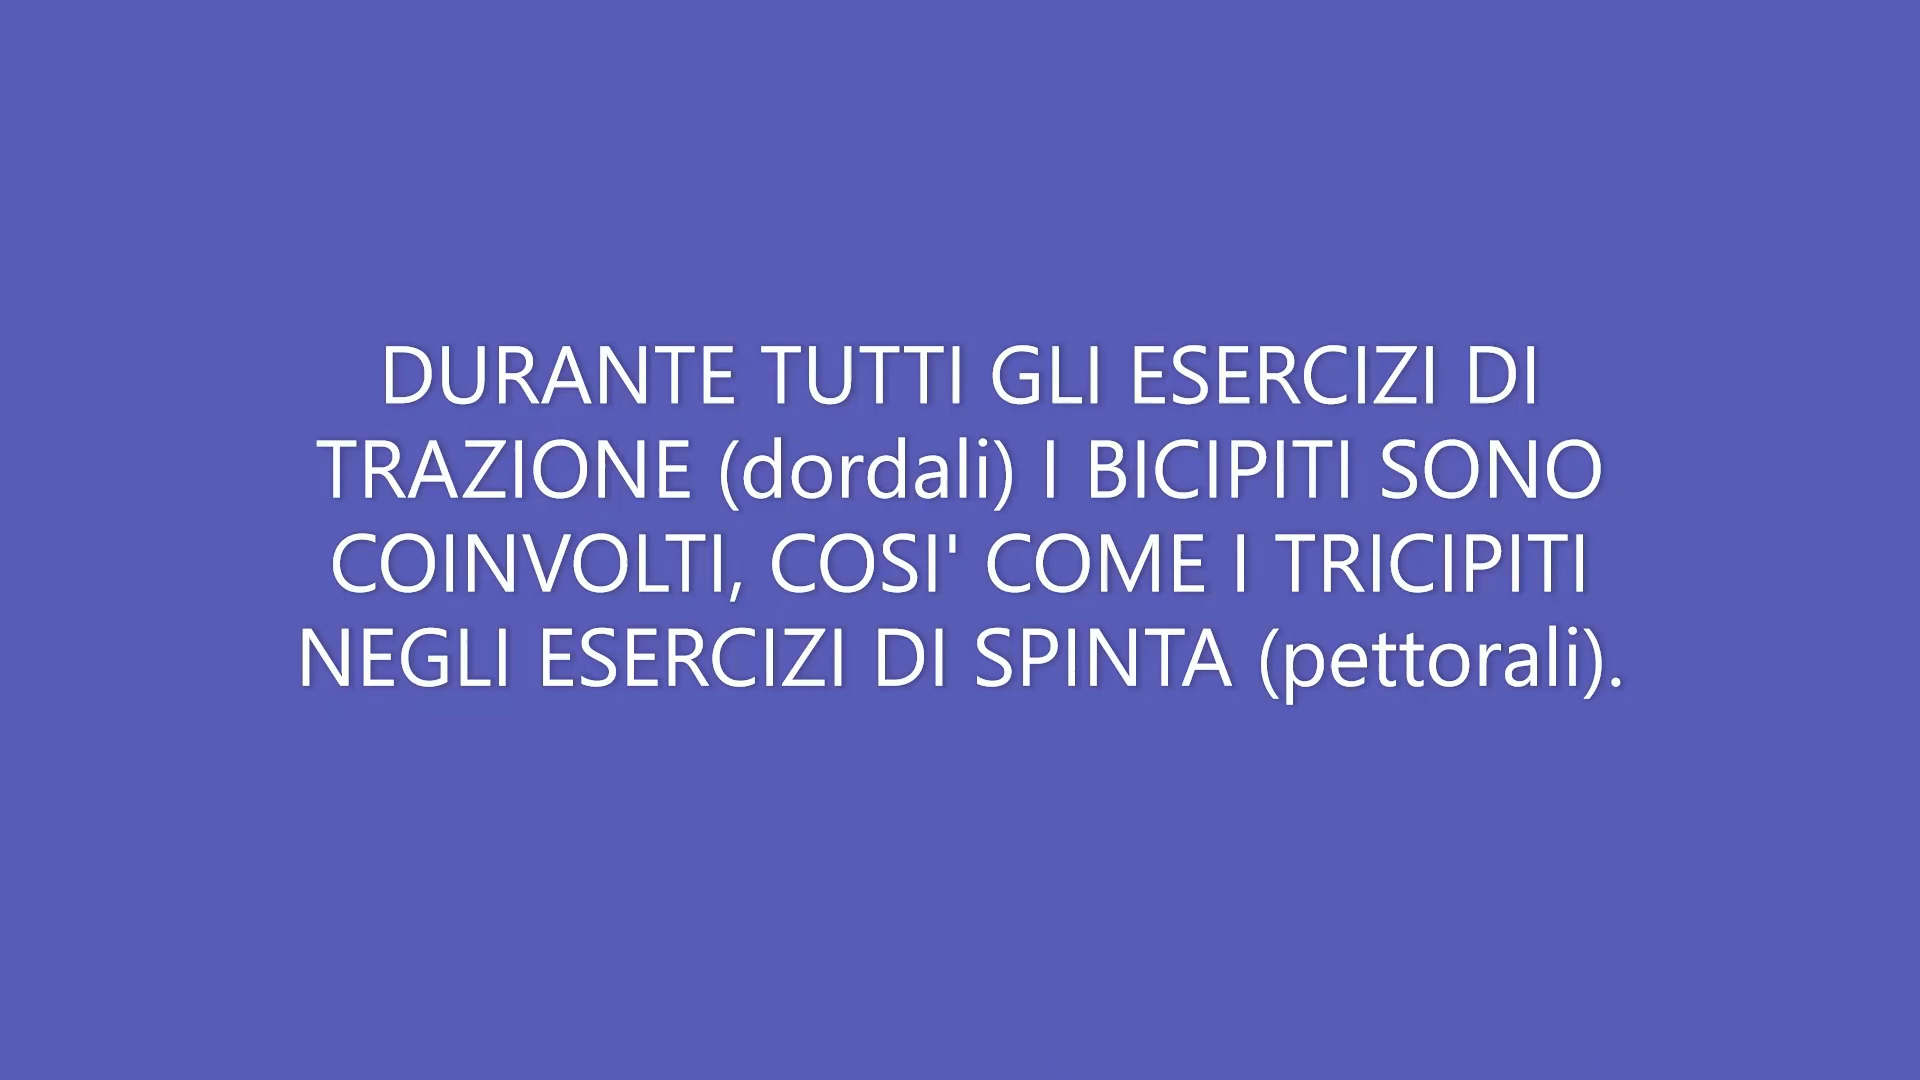 DURANTE TUTTI GLI ESERCIZI DI
TRAZIONE (dordali) I BICIPITI SONO
COINVOLTI, COSI' COME I TRICIPITI
NEGLI ESERCIZI DI SPINTA (pettorali).